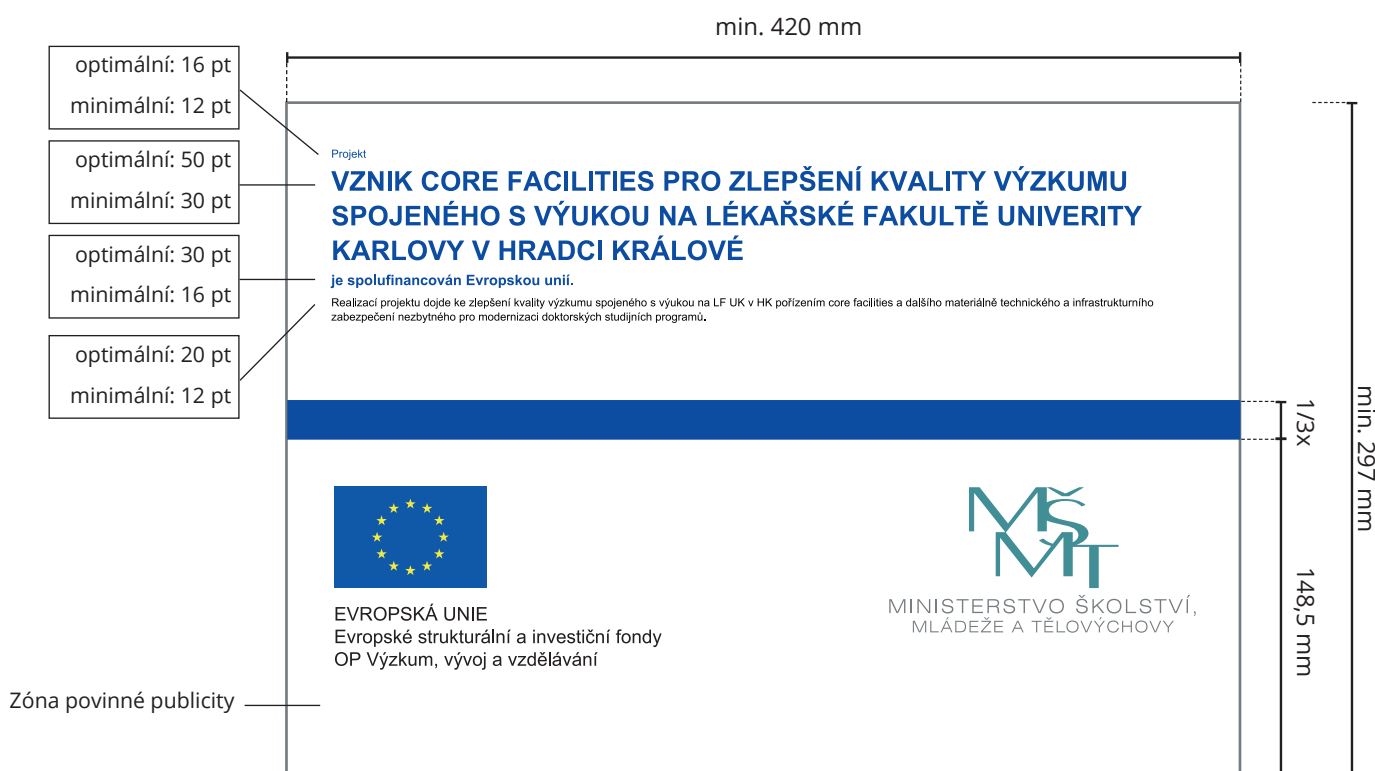 min. 420 mm
optimální: 16 pt
minimální: 12 pt
optimální: 50 pt
minimální: 30 pt
optimální: 30 pt
minimální: 16 pt
optimální: 20 pt
minimální: 12 pt
Projekt
VZNIK CORE FACILITIES PRO ZLEPŠENÍ KVALITY VÝZKUMU
SPOJENÉHO S VÝUKOU NA LÉKAŘSKÉ FAKULTĚ UNIVERITY
KARLOVY V HRADCI KRÁLOVÉ
je spolufinancován Evropskou unií.
Realizací projektu dojde ke zlepšení kvality výzkumu spojeného s výukou na LF UK v HK pořízením core facilities a dalšího materiálně technického a infrastrukturního
zabezpečení nezbytného pro modernizaci doktorských studijních programů.
1/3x
min. 297 mm
148,5 mm
EVROPSKÁ UNIE
Evropské strukturální a investiční fondy
OP Výzkum, vývoj a vzdělávání
MŠ
MT
MINISTERSTVO ŠKOLSTVÍ,
MLÁDEŽE A TĚLOVÝCHOVY
Zóna povinné publicity